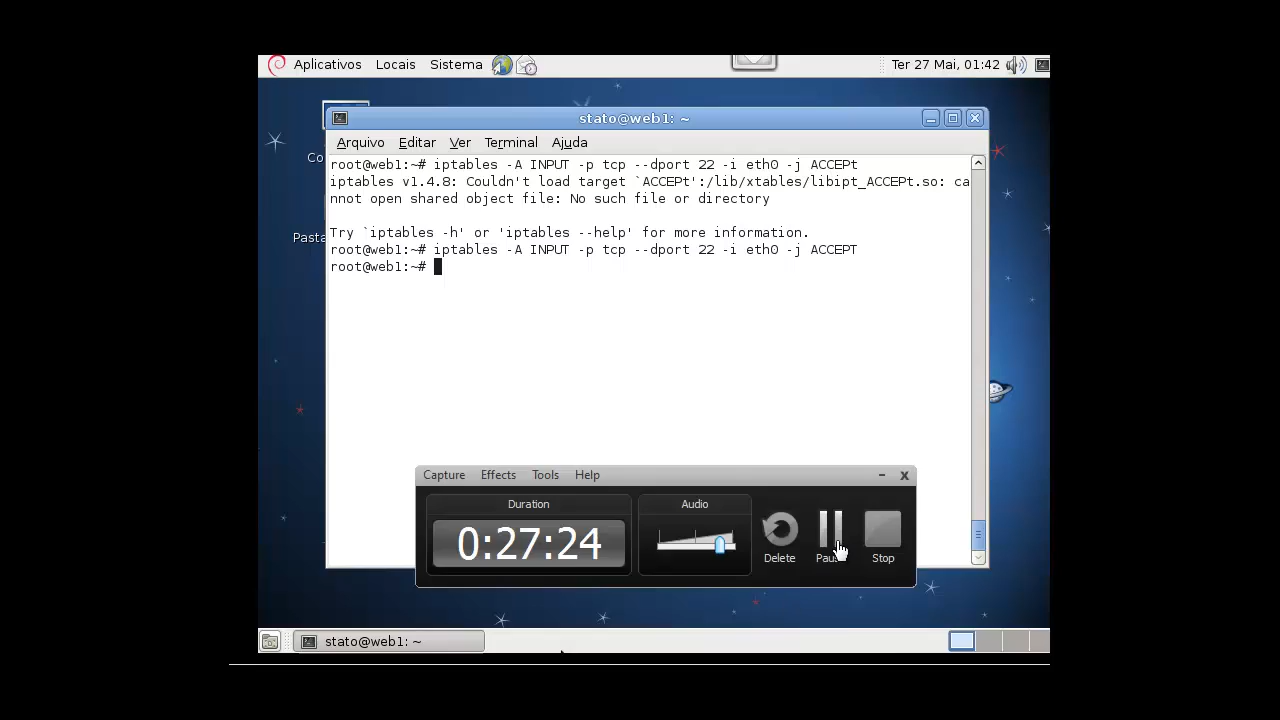 Aplicativos Locais Sistema Ter 27 Mai, 01:42
stato@web1: ~
Arquivo Editar Ver Terminal Ajuda
root@web1:~# iptables -A INPUT -p tcp --dport 22 -i eth0 -j ACCEPt
iptables v1.4.8: Couldn't load target `ACCEPt':/lib/xtables/libipt_ACCEPt.so: ca
nnot open shared object file: No such file or directory
Try `iptables -h' or 'iptables --help' for more information.
root@web1:~# iptables -A INPUT -p tcp --dport 22 -i eth0 -j ACCEPT
root@web1:~#
Co
Pasta
Capture Effects Tools Help
Duration Audio
0:27:24
Delete Stop
stato@web1: ~